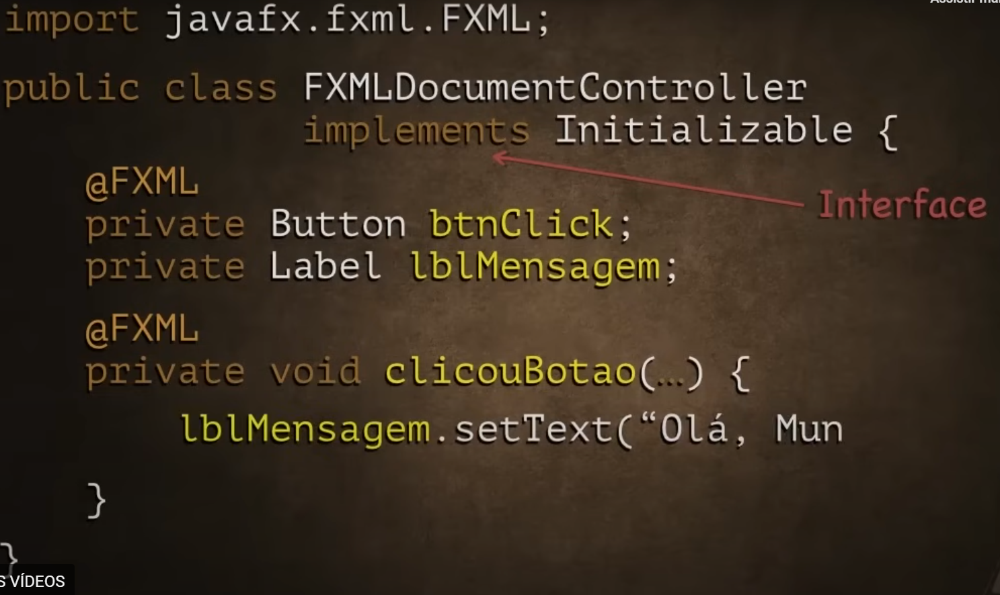 import javafx.fxml.FXML;
public class FXMLDocumentController
implements Initializable {
Interface
@FXML
private Button btnClick;
private Label lblMensagem;
@FXML
private void clicouBotao(…) {
lblMensagem.setText(“Olá, Mun
}
}
VÍDEOS